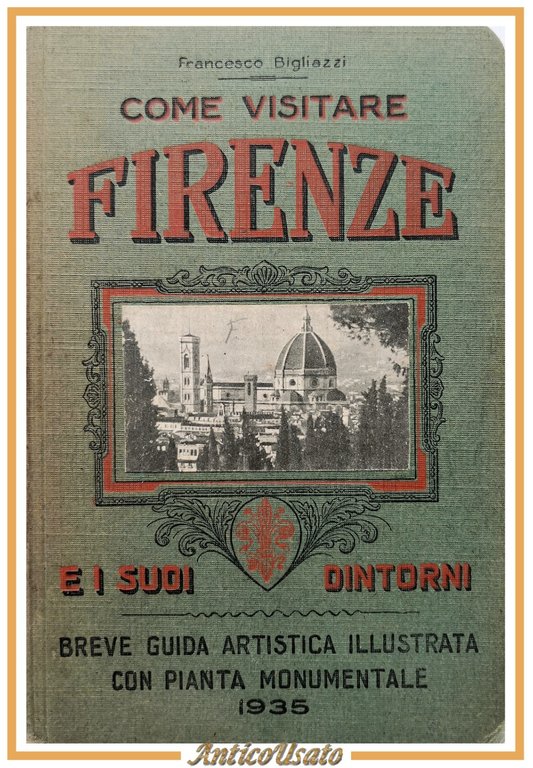 Francesco Bigliazzi
COME VISITARE
FIRENZE
E I SUOI DINTORNI
BREVE GUIDA ARTISTICA ILLUSTRATA
CON PIANTA MONUMENTALE
1935
AnticoUsato